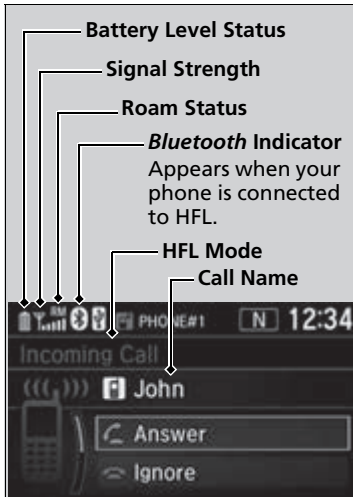 Battery Level Status
Signal Strength
Roam Status
Bluetooth Indicator
Appears when your
phone is connected
to HFL.
HFL Mode
Call Name
RM PHONE#1 N 12:34
Incoming Call
John
Answer
Ignore